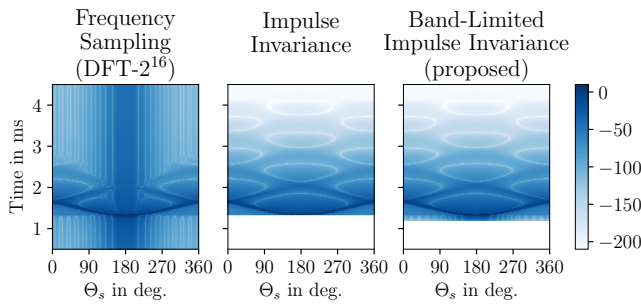 Frequency
Sampling
(DFT-2¹⁶)
Impulse
Invariance
Band-Limited
Impulse Invariance
(proposed)
Time in ms
4
3
2
1
0 90 180 270 360
Θₛ in deg.
0 90 180 270 360
Θₛ in deg.
0 90 180 270 360
Θₛ in deg.
0
−50
−100
−150
−200